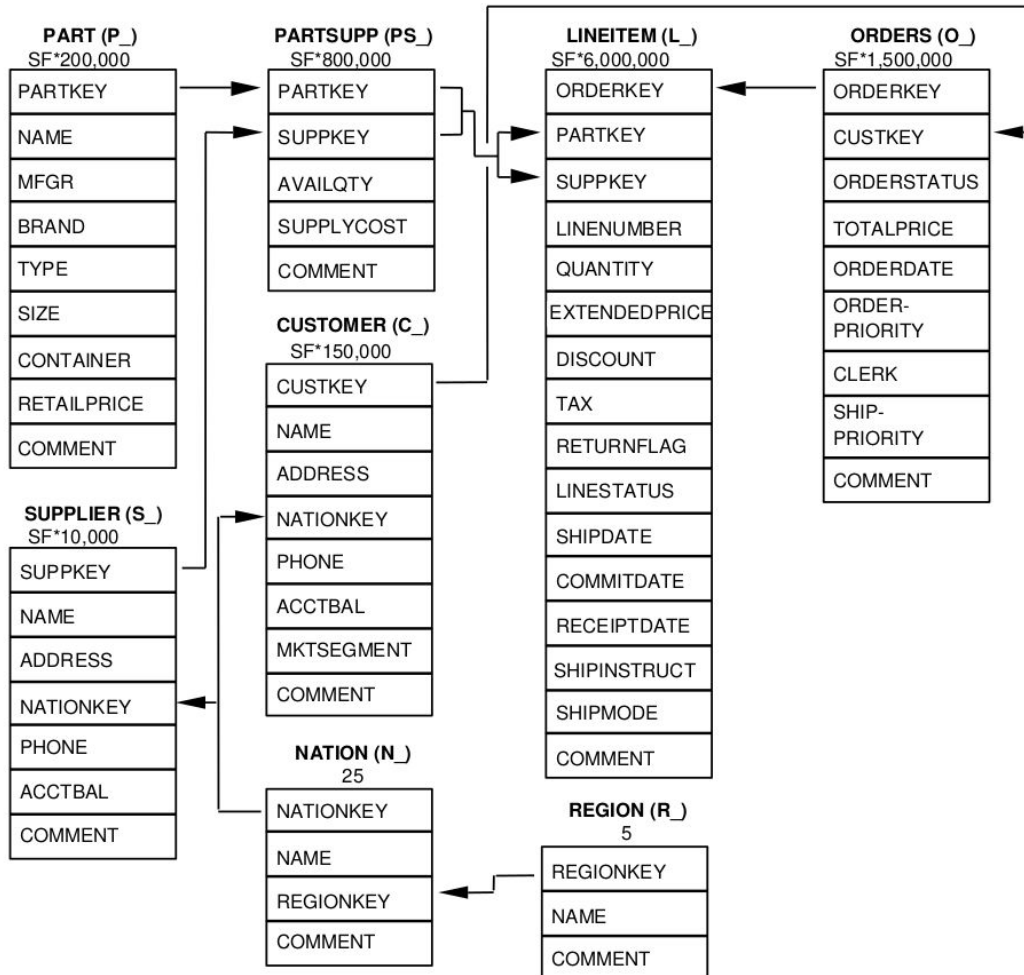 PART (P_)
SF*200,000
PARTKEY
NAME
MFGR
BRAND
TYPE
SIZE
CONTAINER
RETAILPRICE
COMMENT
SUPPLIER (S_)
SF*10,000
SUPPKEY
NAME
ADDRESS
NATIONKEY
PHONE
ACCTBAL
COMMENT
PARTSUPP (PS_)
SF*800,000
PARTKEY
SUPPKEY
AVAILQTY
SUPPLYCOST
COMMENT
CUSTOMER (C_)
SF*150,000
CUSTKEY
NAME
ADDRESS
NATIONKEY
PHONE
ACCTBAL
MKTSEGMENT
COMMENT
NATION (N_)
25
NATIONKEY
NAME
REGIONKEY
COMMENT
LINEITEM (L_)
SF*6,000,000
ORDERKEY
PARTKEY
SUPPKEY
LINENUMBER
QUANTITY
EXTENDEDPRICE
DISCOUNT
TAX
RETURNFLAG
LINESTATUS
SHIPDATE
COMMITDATE
RECEIPTDATE
SHIPINSTRUCT
SHIPMODE
COMMENT
REGION (R_)
5
REGIONKEY
NAME
COMMENT
ORDERS (O_)
SF*1,500,000
ORDERKEY
CUSTKEY
ORDERSTATUS
TOTALPRICE
ORDERDATE
ORDER-
PRIORITY
CLERK
SHIP-
PRIORITY
COMMENT